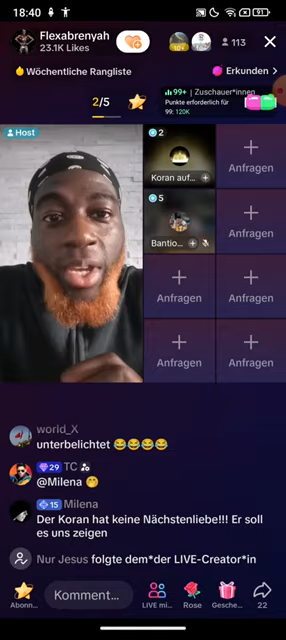 18:40
91
Flexabrenyah
23.1K Likes
113
Wöchentliche Rangliste
Erkunden >
2/5
99+ Zuschauer*innen
Punkte erforderlich für
99: 120K
Host
2
Koran auf...
Anfragen
5
Bantio...
Anfragen
Anfragen
Anfragen
Anfragen
Anfragen
world_X
unterbelichtet 😂😂😂😂
29 TC
@Milena 🤭
15 Milena
Der Koran hat keine Nächstenliebe!!! Er soll
es uns zeigen
Nur Jesus folgte dem*der LIVE-Creator*in
Abonn...
Komment...
LIVE mi...
Rose
Gesche...
22